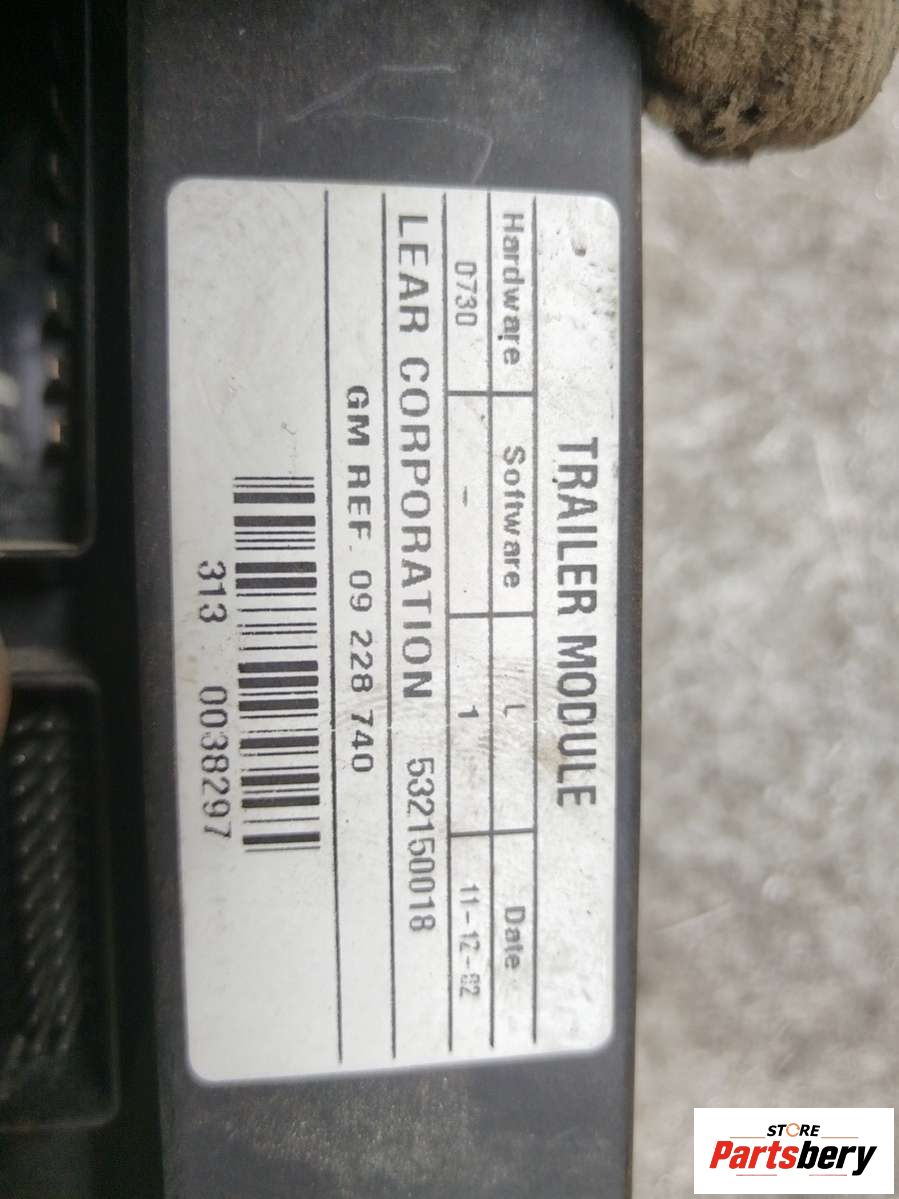 TRAILER MODULE
Hardware Software L Date
0730 - 1 11-12-02
LEAR CORPORATION 532150018
GM REF. 09 228 740
313 0038297
STORE
Partsbery